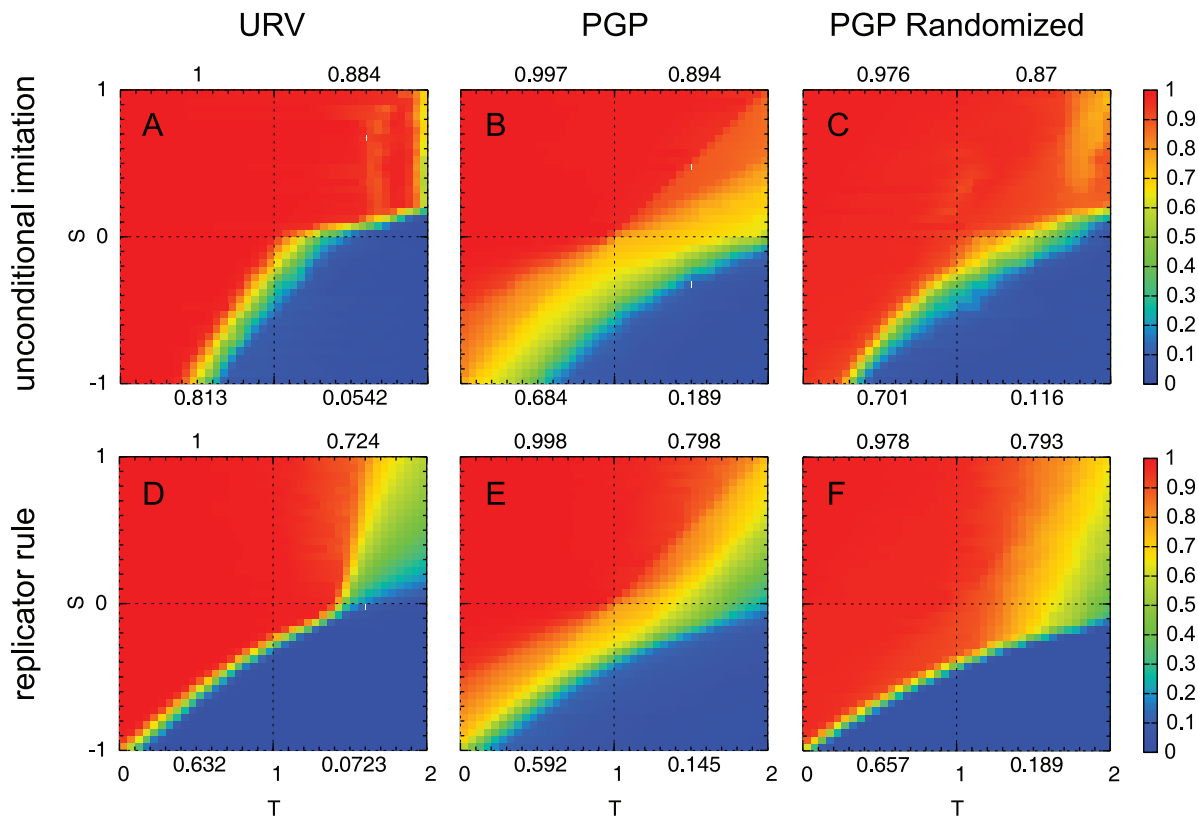 URV PGP PGP Randomized
1 0.884 0.997 0.894 0.976 0.87
unconditional imitation
S
1
0
-1
A B C
1
0.9
0.8
0.7
0.6
0.5
0.4
0.3
0.2
0.1
0
0.813 0.0542 0.684 0.189 0.701 0.116
1 0.724 0.998 0.798 0.978 0.793
replicator rule
S
1
0
-1
D E F
1
0.9
0.8
0.7
0.6
0.5
0.4
0.3
0.2
0.1
0
0.632 0.0723 0.592 0.145 0.657 0.189
0 1 2 0 1 2 0 1 2
T T T